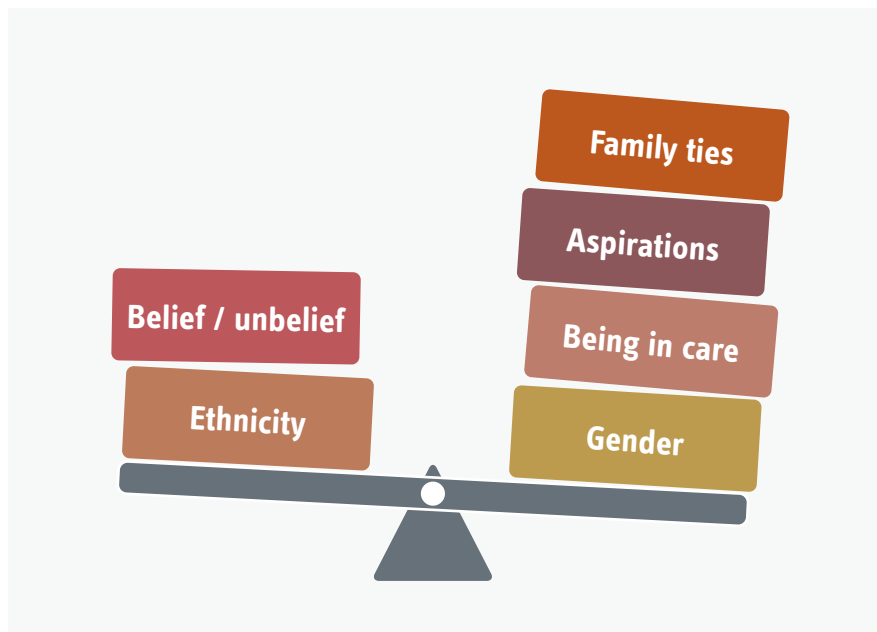 Belief / unbelief
Ethnicity
Family ties
Aspirations
Being in care
Gender